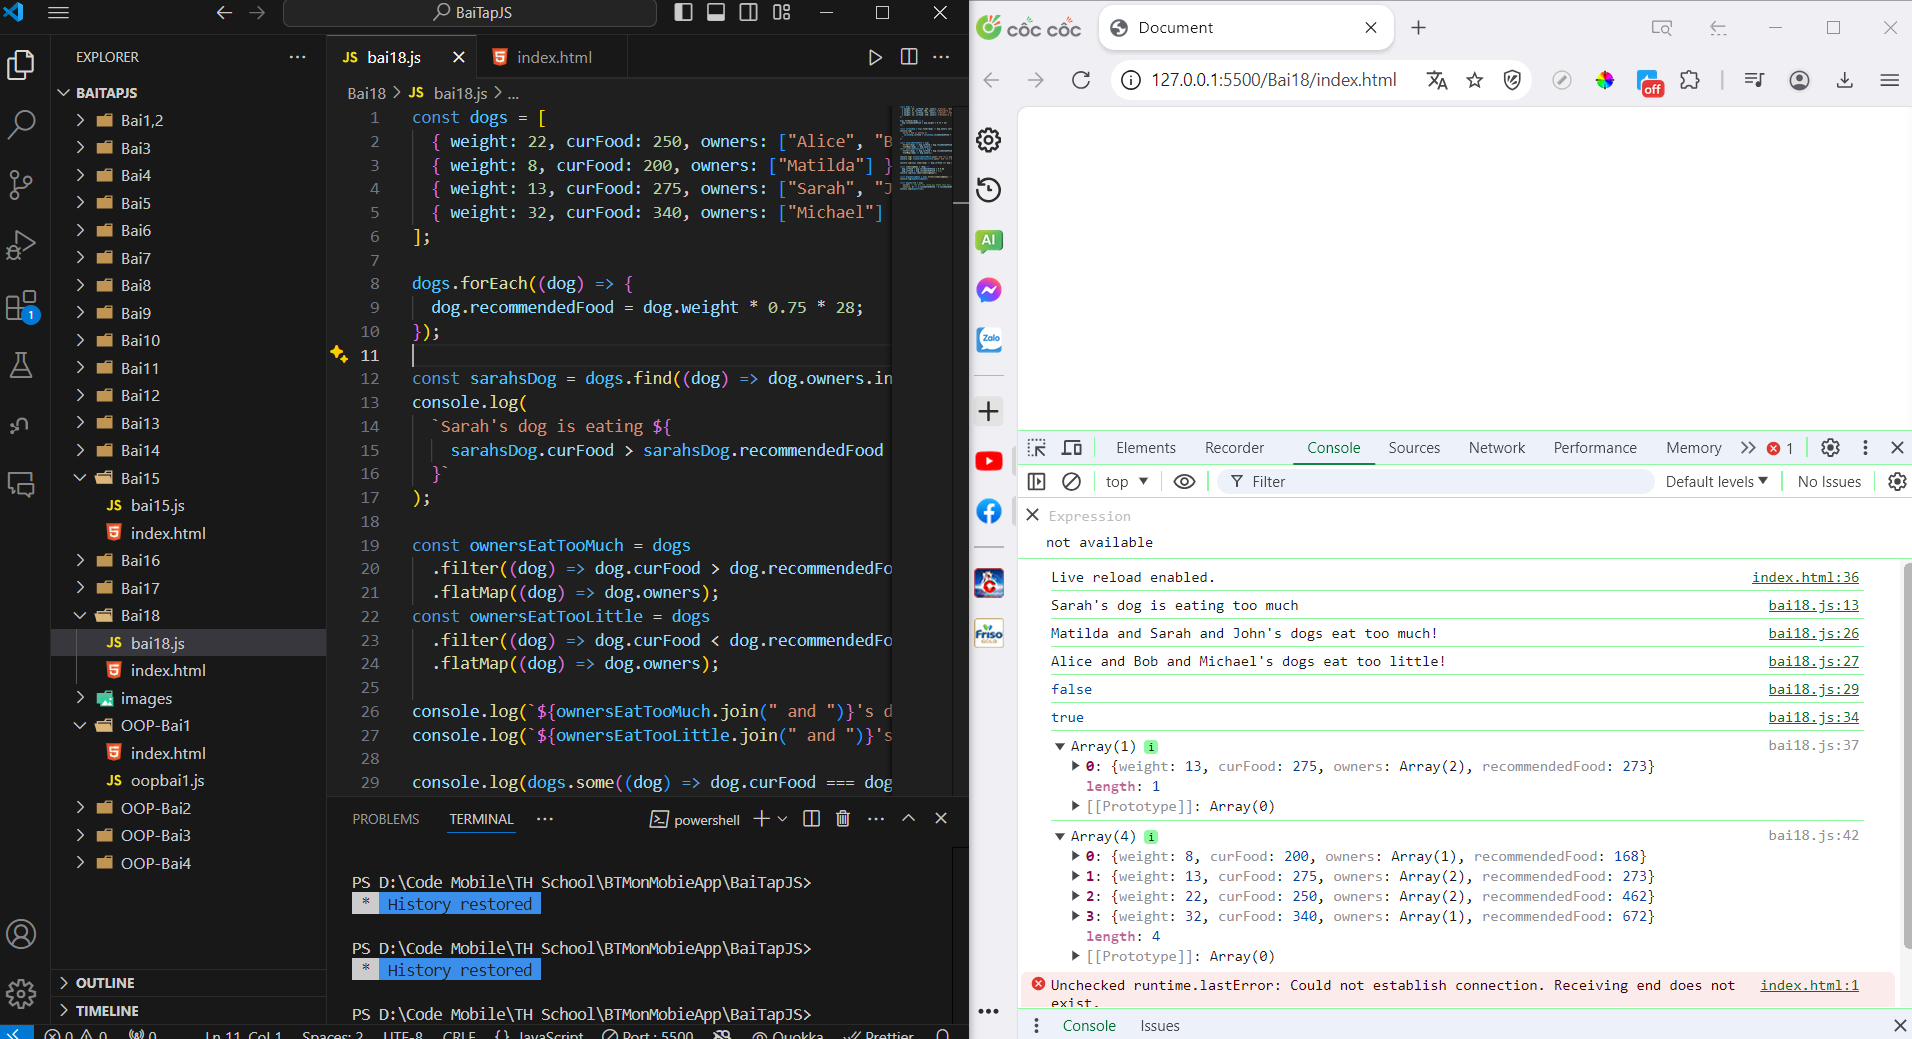 BaiTapJS
EXPLORER
BAITAPJS
Bai1,2
Bai3
Bai4
Bai5
Bai6
Bai7
Bai8
Bai9
Bai10
Bai11
Bai12
Bai13
Bai14
Bai15
JS bai15.js
index.html
Bai16
Bai17
Bai18
JS bai18.js
index.html
images
OOP-Bai1
index.html
JS oopbai1.js
OOP-Bai2
OOP-Bai3
OOP-Bai4
OUTLINE
TIMELINE
1
JS bai18.js
index.html
Bai18 > JS bai18.js > ...
1 const dogs = [
2 { weight: 22, curFood: 250, owners: ["Alice", "B
3 { weight: 8, curFood: 200, owners: ["Matilda"] }
4 { weight: 13, curFood: 275, owners: ["Sarah", "J
5 { weight: 32, curFood: 340, owners: ["Michael"]
6 ];
7
8 dogs.forEach((dog) => {
9 dog.recommendedFood = dog.weight * 0.75 * 28;
10 });
11
12 const sarahsDog = dogs.find((dog) => dog.owners.in
13 console.log(
14 `Sarah's dog is eating ${
15 sarahsDog.curFood > sarahsDog.recommendedFood
16 }`
17 );
18
19 const ownersEatTooMuch = dogs
20 .filter((dog) => dog.curFood > dog.recommendedFo
21 .flatMap((dog) => dog.owners);
22 const ownersEatTooLittle = dogs
23 .filter((dog) => dog.curFood < dog.recommendedFo
24 .flatMap((dog) => dog.owners);
25
26 console.log(`${ownersEatTooMuch.join(" and ")}'s d
27 console.log(`${ownersEatTooLittle.join(" and ")}'s
28
29 console.log(dogs.some((dog) => dog.curFood === dog
PROBLEMS TERMINAL ... powershell
PS D:\Code Mobile\TH School\BTMonMobieApp\BaiTapJS>
* History restored
PS D:\Code Mobile\TH School\BTMonMobieApp\BaiTapJS>
* History restored
PS D:\Code Mobile\TH School\BTMonMobieApp\BaiTapJS>
0 0 0 Ln 11, Col 1 Spaces: 2 UTF-8 CRLF {} JavaScript Port : 5500 Quokka Prettier
cốc cốc
Document
127.0.0.1:5500/Bai18/index.html
off
AI
Zalo
Friso
GOLD
Elements Recorder Console Sources Network Performance Memory 1
top Filter Default levels No Issues
Expression
not available
Live reload enabled. index.html:36
Sarah's dog is eating too much bai18.js:13
Matilda and Sarah and John's dogs eat too much! bai18.js:26
Alice and Bob and Michael's dogs eat too little! bai18.js:27
false bai18.js:29
true bai18.js:34
Array(1) i bai18.js:37
0: {weight: 13, curFood: 275, owners: Array(2), recommendedFood: 273}
length: 1
[[Prototype]]: Array(0)
Array(4) i bai18.js:42
0: {weight: 8, curFood: 200, owners: Array(1), recommendedFood: 168}
1: {weight: 13, curFood: 275, owners: Array(2), recommendedFood: 273}
2: {weight: 22, curFood: 250, owners: Array(2), recommendedFood: 462}
3: {weight: 32, curFood: 340, owners: Array(1), recommendedFood: 672}
length: 4
[[Prototype]]: Array(0)
Unchecked runtime.lastError: Could not establish connection. Receiving end does not index.html:1
exist.
Console Issues